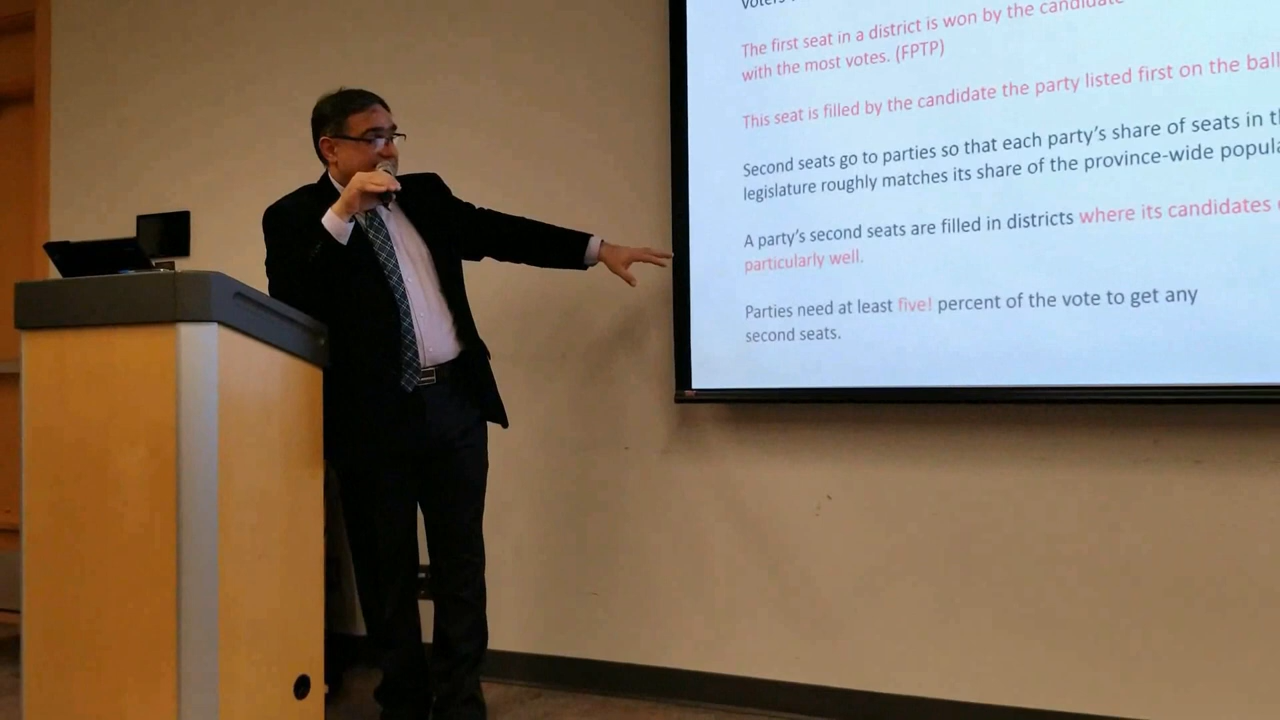 voters
The first seat in a district is won by the candidate
with the most votes. (FPTP)
This seat is filled by the candidate the party listed first on the ball
Second seats go to parties so that each party's share of seats in th
legislature roughly matches its share of the province-wide popula
A party's second seats are filled in districts where its candidates
particularly well.
Parties need at least five! percent of the vote to get any
second seats.